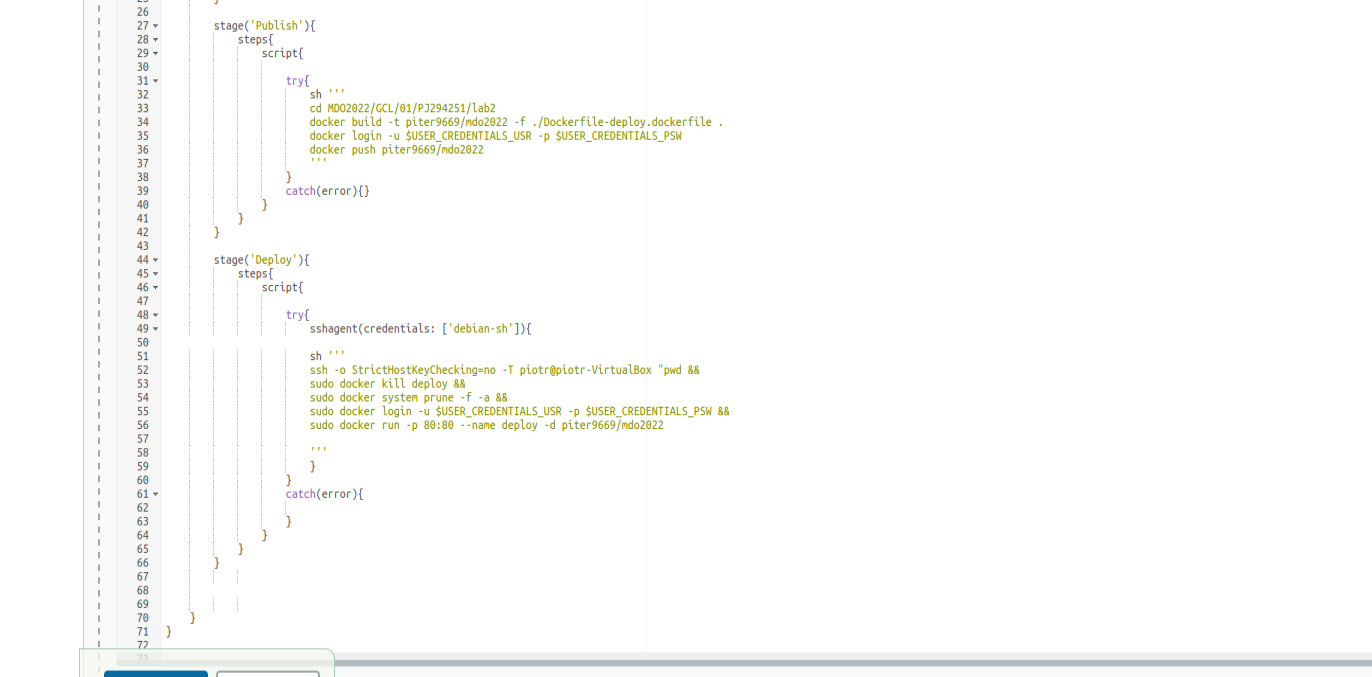 26
27 stage('Publish'){
28 steps{
29 script{
30
31 try{
32 sh '''
33 cd MDO2022/GCL/01/PJ294251/lab2
34 docker build -t piter9669/mdo2022 -f ./Dockerfile-deploy.dockerfile .
35 docker login -u $USER_CREDENTIALS_USR -p $USER_CREDENTIALS_PSW
36 docker push piter9669/mdo2022
37 '''
38 }
39 catch(error){}
40 }
41 }
42 }
43
44 stage('Deploy'){
45 steps{
46 script{
47
48 try{
49 sshagent(credentials: ['debian-sh']){
50
51 sh '''
52 ssh -o StrictHostKeyChecking=no -T piotr@piotr-VirtualBox "pwd &&
53 sudo docker kill deploy &&
54 sudo docker system prune -f -a &&
55 sudo docker login -u $USER_CREDENTIALS_USR -p $USER_CREDENTIALS_PSW &&
56 sudo docker run -p 80:80 --name deploy -d piter9669/mdo2022
57
58 '''
59 }
60 }
61 catch(error){
62
63 }
64 }
65 }
66 }
67
68
69
70 }
71 }
72
73